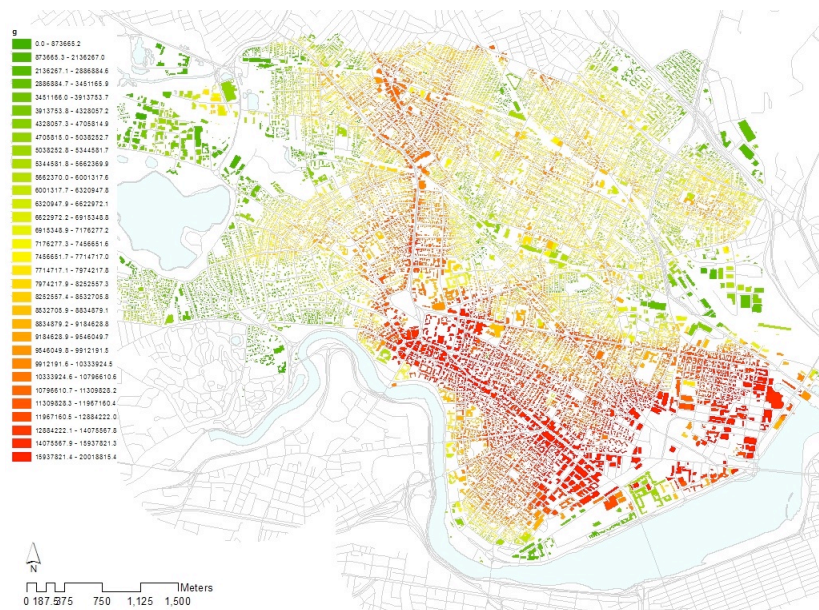 g
0.0 - 873665.2
873665.3 - 2136267.0
2136267.1 - 2886884.6
2886884.7 - 3451165.9
3451166.0 - 3913753.7
3913753.8 - 4328057.2
4328057.3 - 4705814.9
4705815.0 - 5038252.7
5038252.8 - 5344581.7
5344581.8 - 5662369.9
5662370.0 - 6001317.6
6001317.7 - 6320947.8
6320947.9 - 6622972.1
6622972.2 - 6915348.8
6915348.9 - 7176277.2
7176277.3 - 7456651.6
7456651.7 - 7714717.0
7714717.1 - 7974217.8
7974217.9 - 8252557.3
8252557.4 - 8532705.8
8532705.9 - 8834879.1
8834879.2 - 9184628.8
9184628.9 - 9546049.7
9546049.8 - 9912191.5
9912191.6 - 10333924.5
10333924.6 - 10796610.6
10796610.7 - 11309828.2
11309828.3 - 11967160.4
11967160.5 - 12884222.0
12884222.1 - 14075567.8
14075567.9 - 15937821.3
15937821.4 - 20018815.4
N
Meters
0 187.5 375 750 1,125 1,500